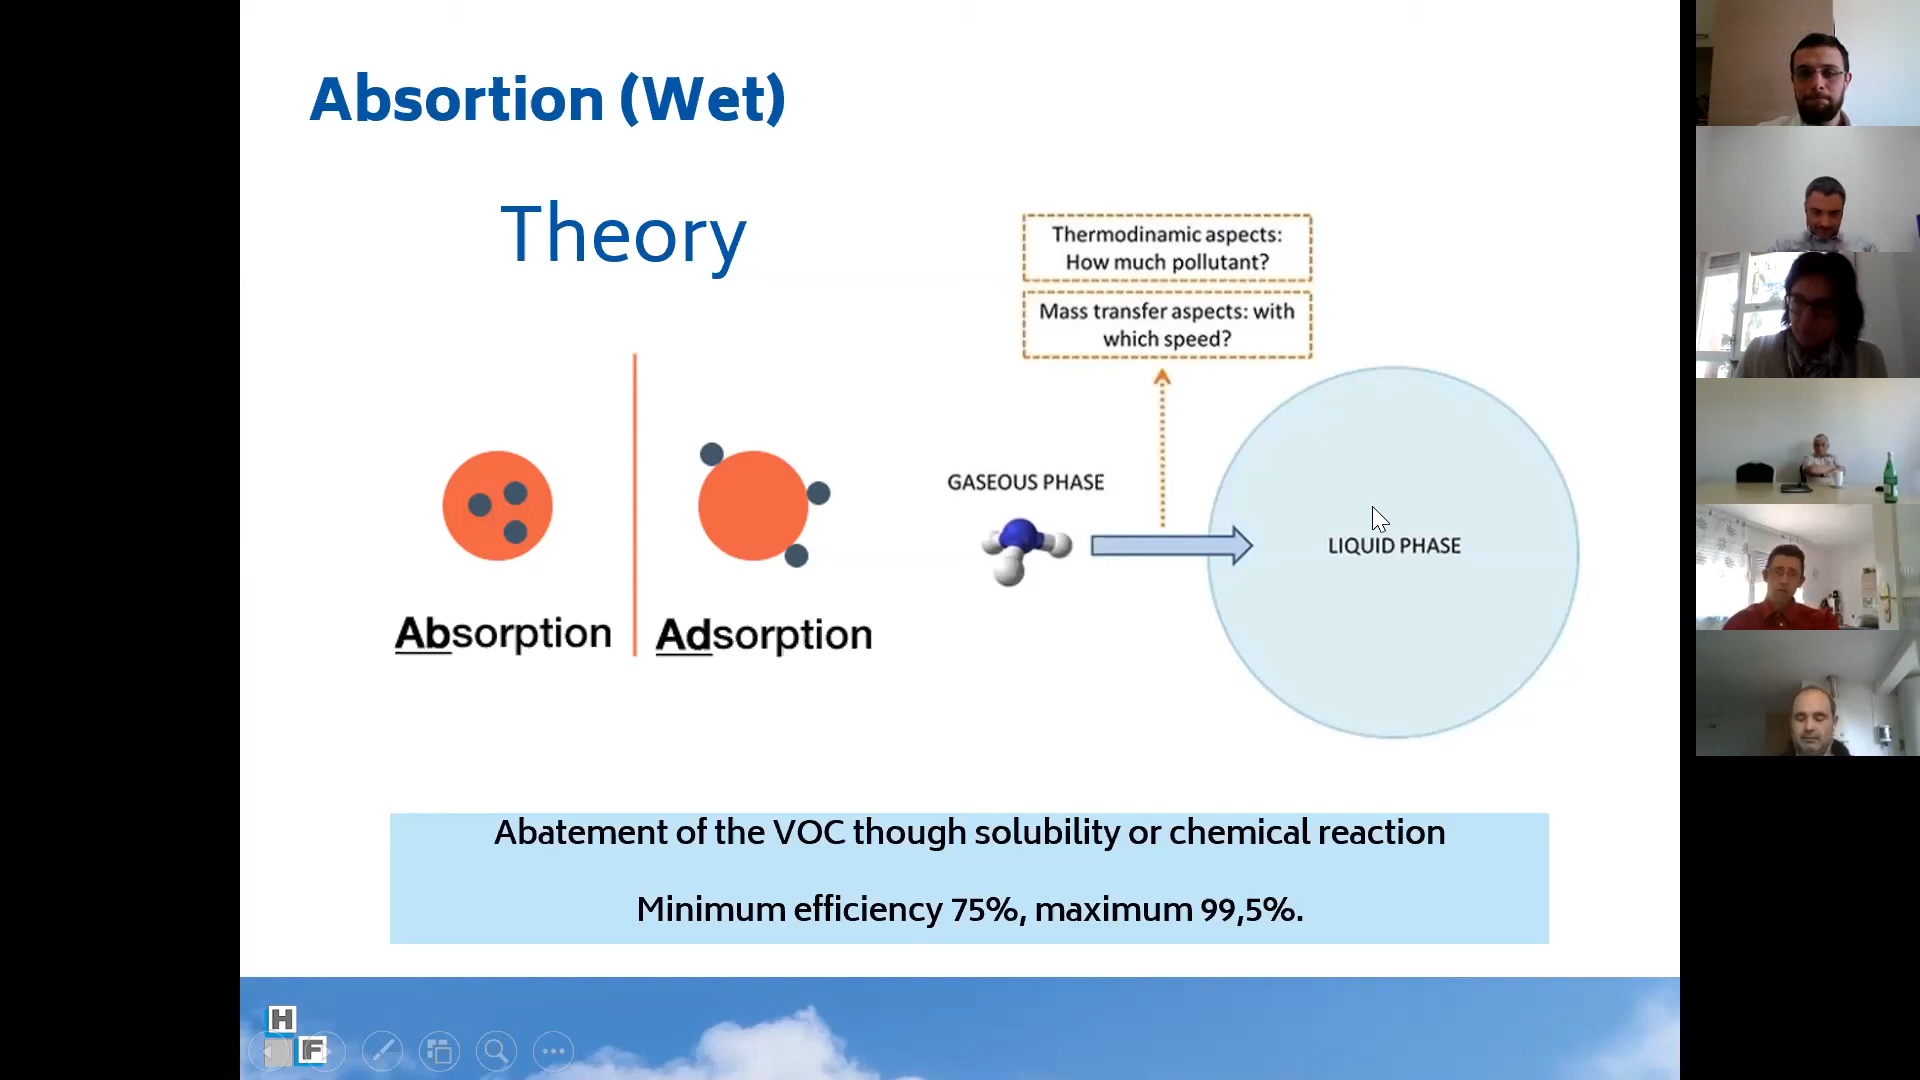 Absortion (Wet)
Theory
Thermodinamic aspects:
How much pollutant?
Mass transfer aspects: with
which speed?
GASEOUS PHASE
LIQUID PHASE
Absorption
Adsorption
Abatement of the VOC though solubility or chemical reaction
Minimum efficiency 75%, maximum 99,5%.
H
F